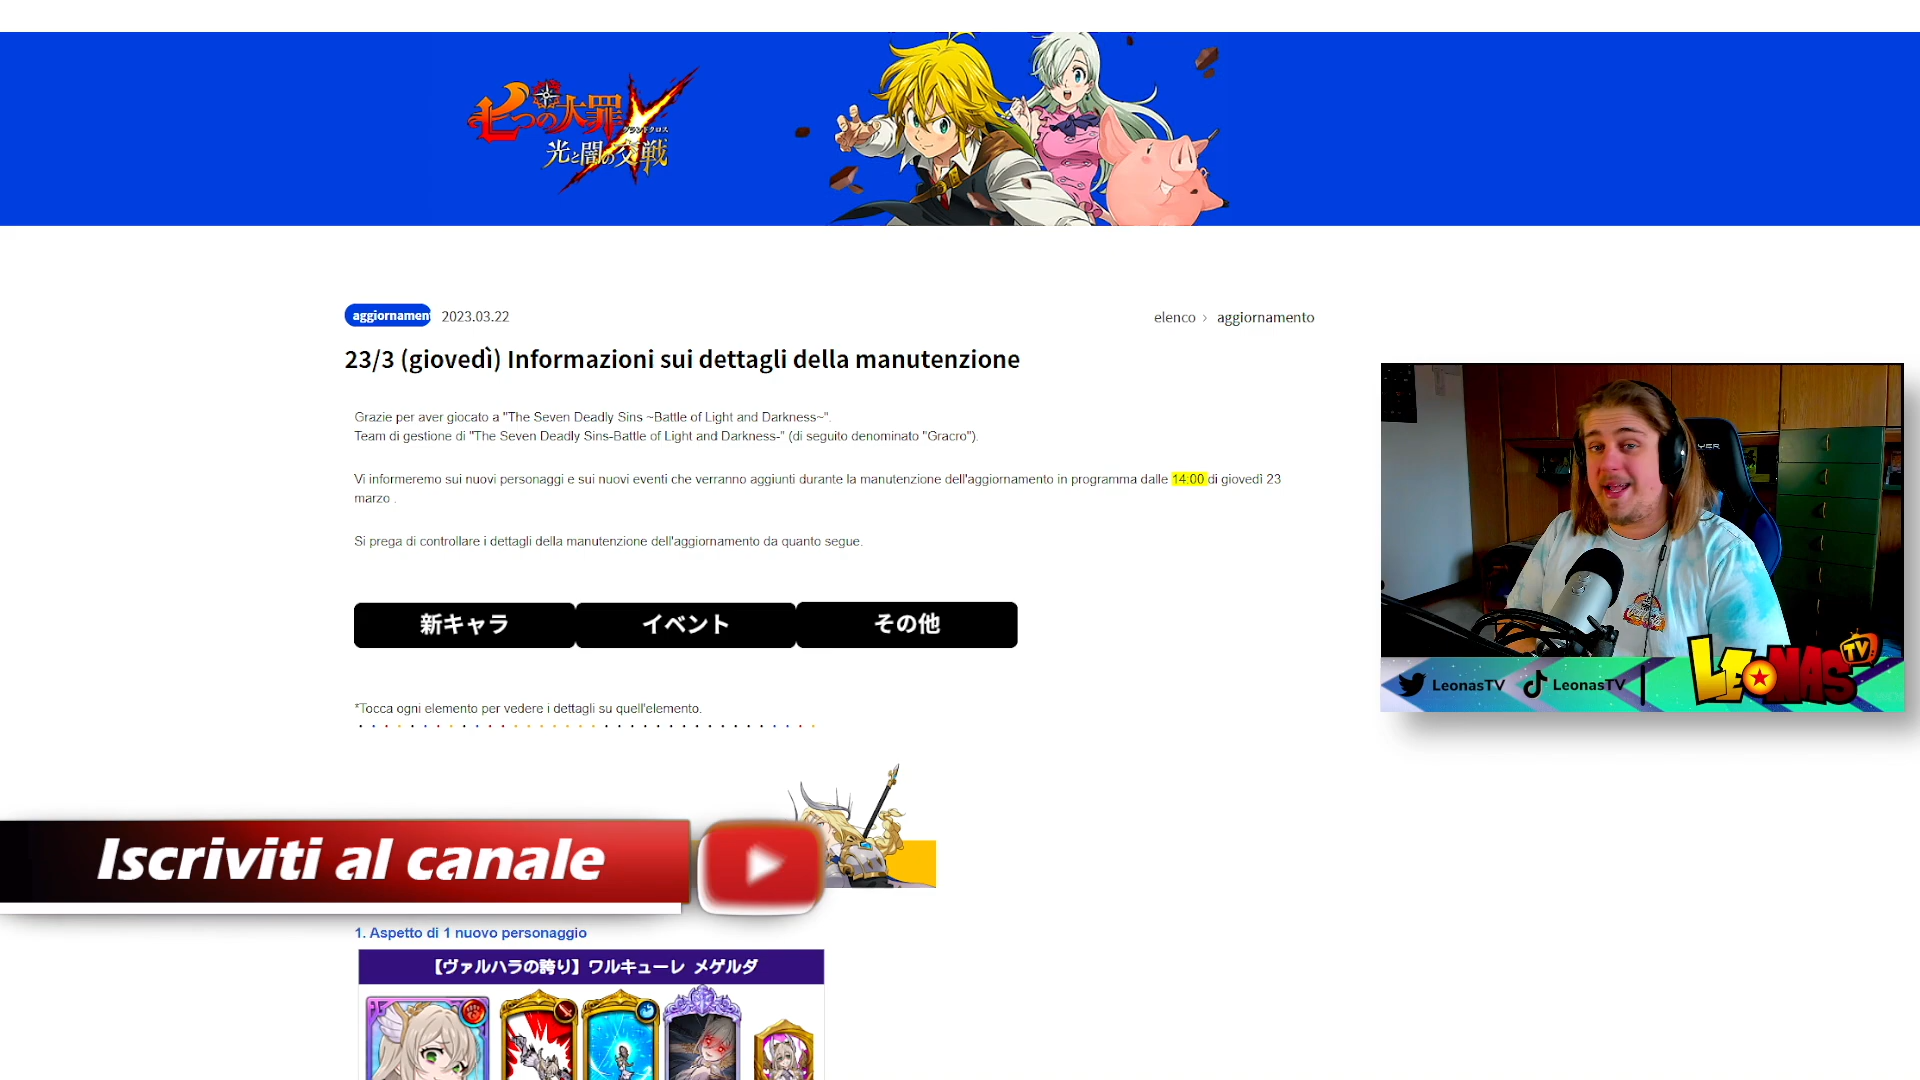 七つの大罪
グランドクロス
光と闇の交戦
aggiornamen
2023.03.22
elenco › aggiornamento
23/3 (giovedì) Informazioni sui dettagli della manutenzione
Grazie per aver giocato a "The Seven Deadly Sins ~Battle of Light and Darkness~".
Team di gestione di "The Seven Deadly Sins-Battle of Light and Darkness-" (di seguito denominato "Gracro").
Vi informeremo sui nuovi personaggi e sui nuovi eventi che verranno aggiunti durante la manutenzione dell'aggiornamento in programma dalle 14:00 di giovedì 23
marzo .
Si prega di controllare i dettagli della manutenzione dell'aggiornamento da quanto segue.
新キャラ
イベント
その他
*Tocca ogni elemento per vedere i dettagli su quell'elemento.
LeonasTV
LeonasTV
LEONAS TV
Iscriviti al canale
1. Aspetto di 1 nuovo personaggio
【ヴァルハラの誇り】ワルキューレ メゲルダ